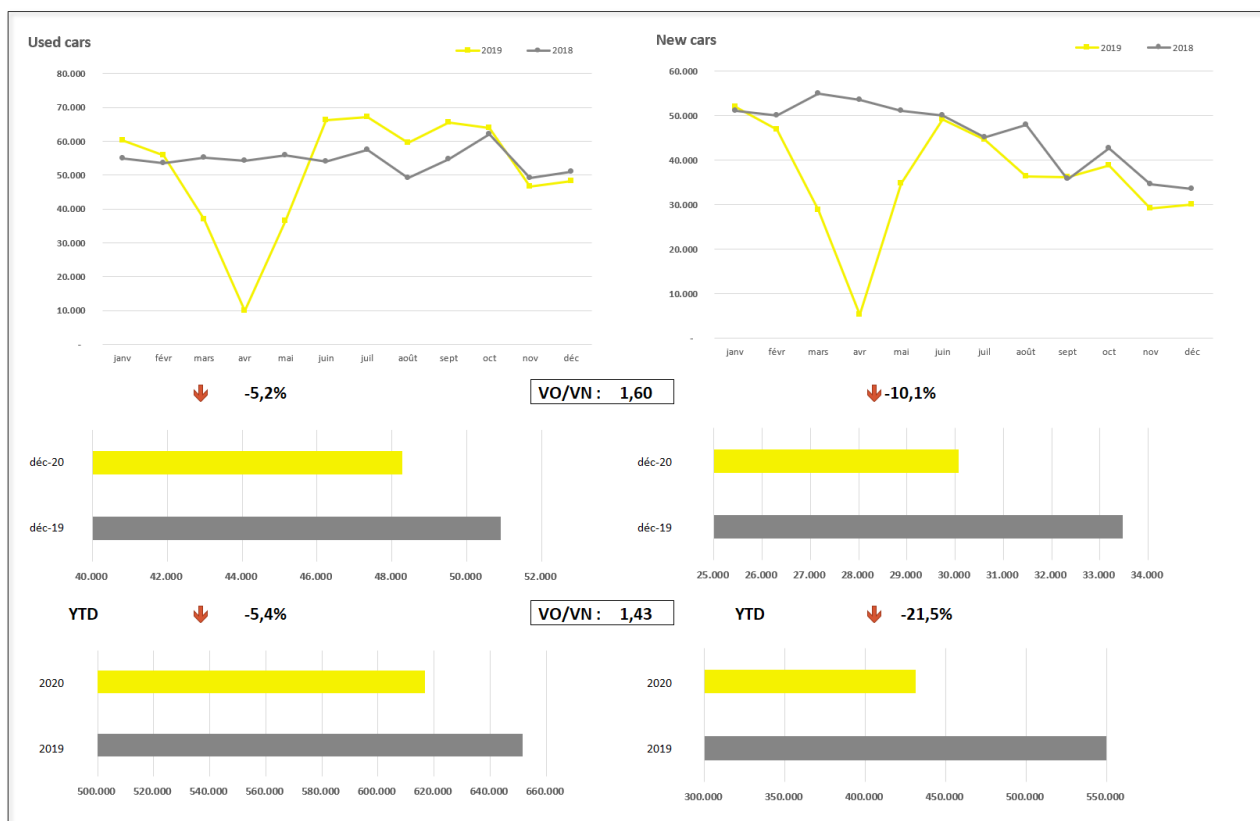 Used cars
2019 2018
80.000
70.000
60.000
50.000
40.000
30.000
20.000
10.000
-
janv févr mars avr mai juin juil août sept oct nov déc
New cars
2019 2018
60.000
50.000
40.000
30.000
20.000
10.000
-
janv févr mars avr mai juin juil août sept oct nov déc
-5,2%
VO/VN : 1,60
-10,1%
déc-20
déc-19
40.000 42.000 44.000 46.000 48.000 50.000 52.000
déc-20
déc-19
25.000 26.000 27.000 28.000 29.000 30.000 31.000 32.000 33.000 34.000
YTD -5,4%
VO/VN : 1,43
YTD -21,5%
2020
2019
500.000 520.000 540.000 560.000 580.000 600.000 620.000 640.000 660.000
2020
2019
300.000 350.000 400.000 450.000 500.000 550.000